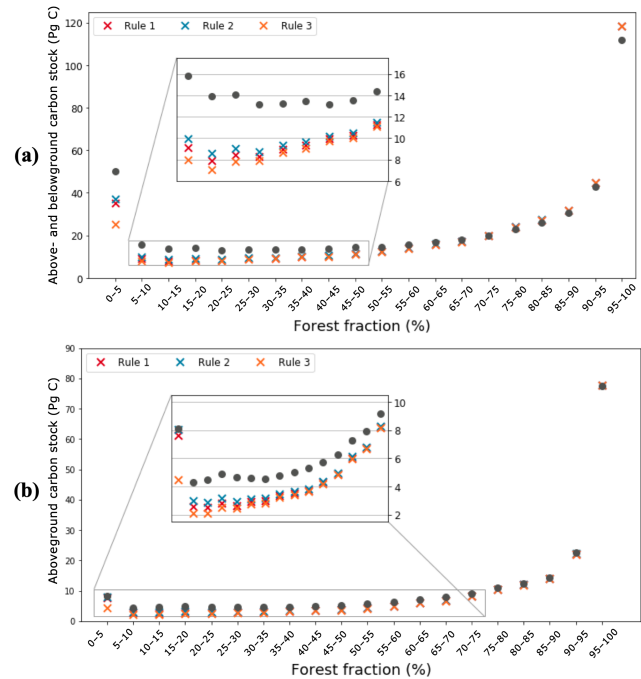 (a)
Above- and belowground carbon stock (Pg C)
120
100
80
60
40
20
0
Rule 1 Rule 2 Rule 3
16
14
12
10
8
6
0–5 5–10 10–15 15–20 20–25 25–30 30–35 35–40 40–45 45–50 50–55 55–60 60–65 65–70 70–75 75–80 80–85 85–90 90–95 95–100
Forest fraction (%)
(b)
Aboveground carbon stock (Pg C)
90
80
70
60
50
40
30
20
10
0
Rule 1 Rule 2 Rule 3
10
8
6
4
2
0–5 5–10 10–15 15–20 20–25 25–30 30–35 35–40 40–45 45–50 50–55 55–60 60–65 65–70 70–75 75–80 80–85 85–90 90–95 95–100
Forest fraction (%)